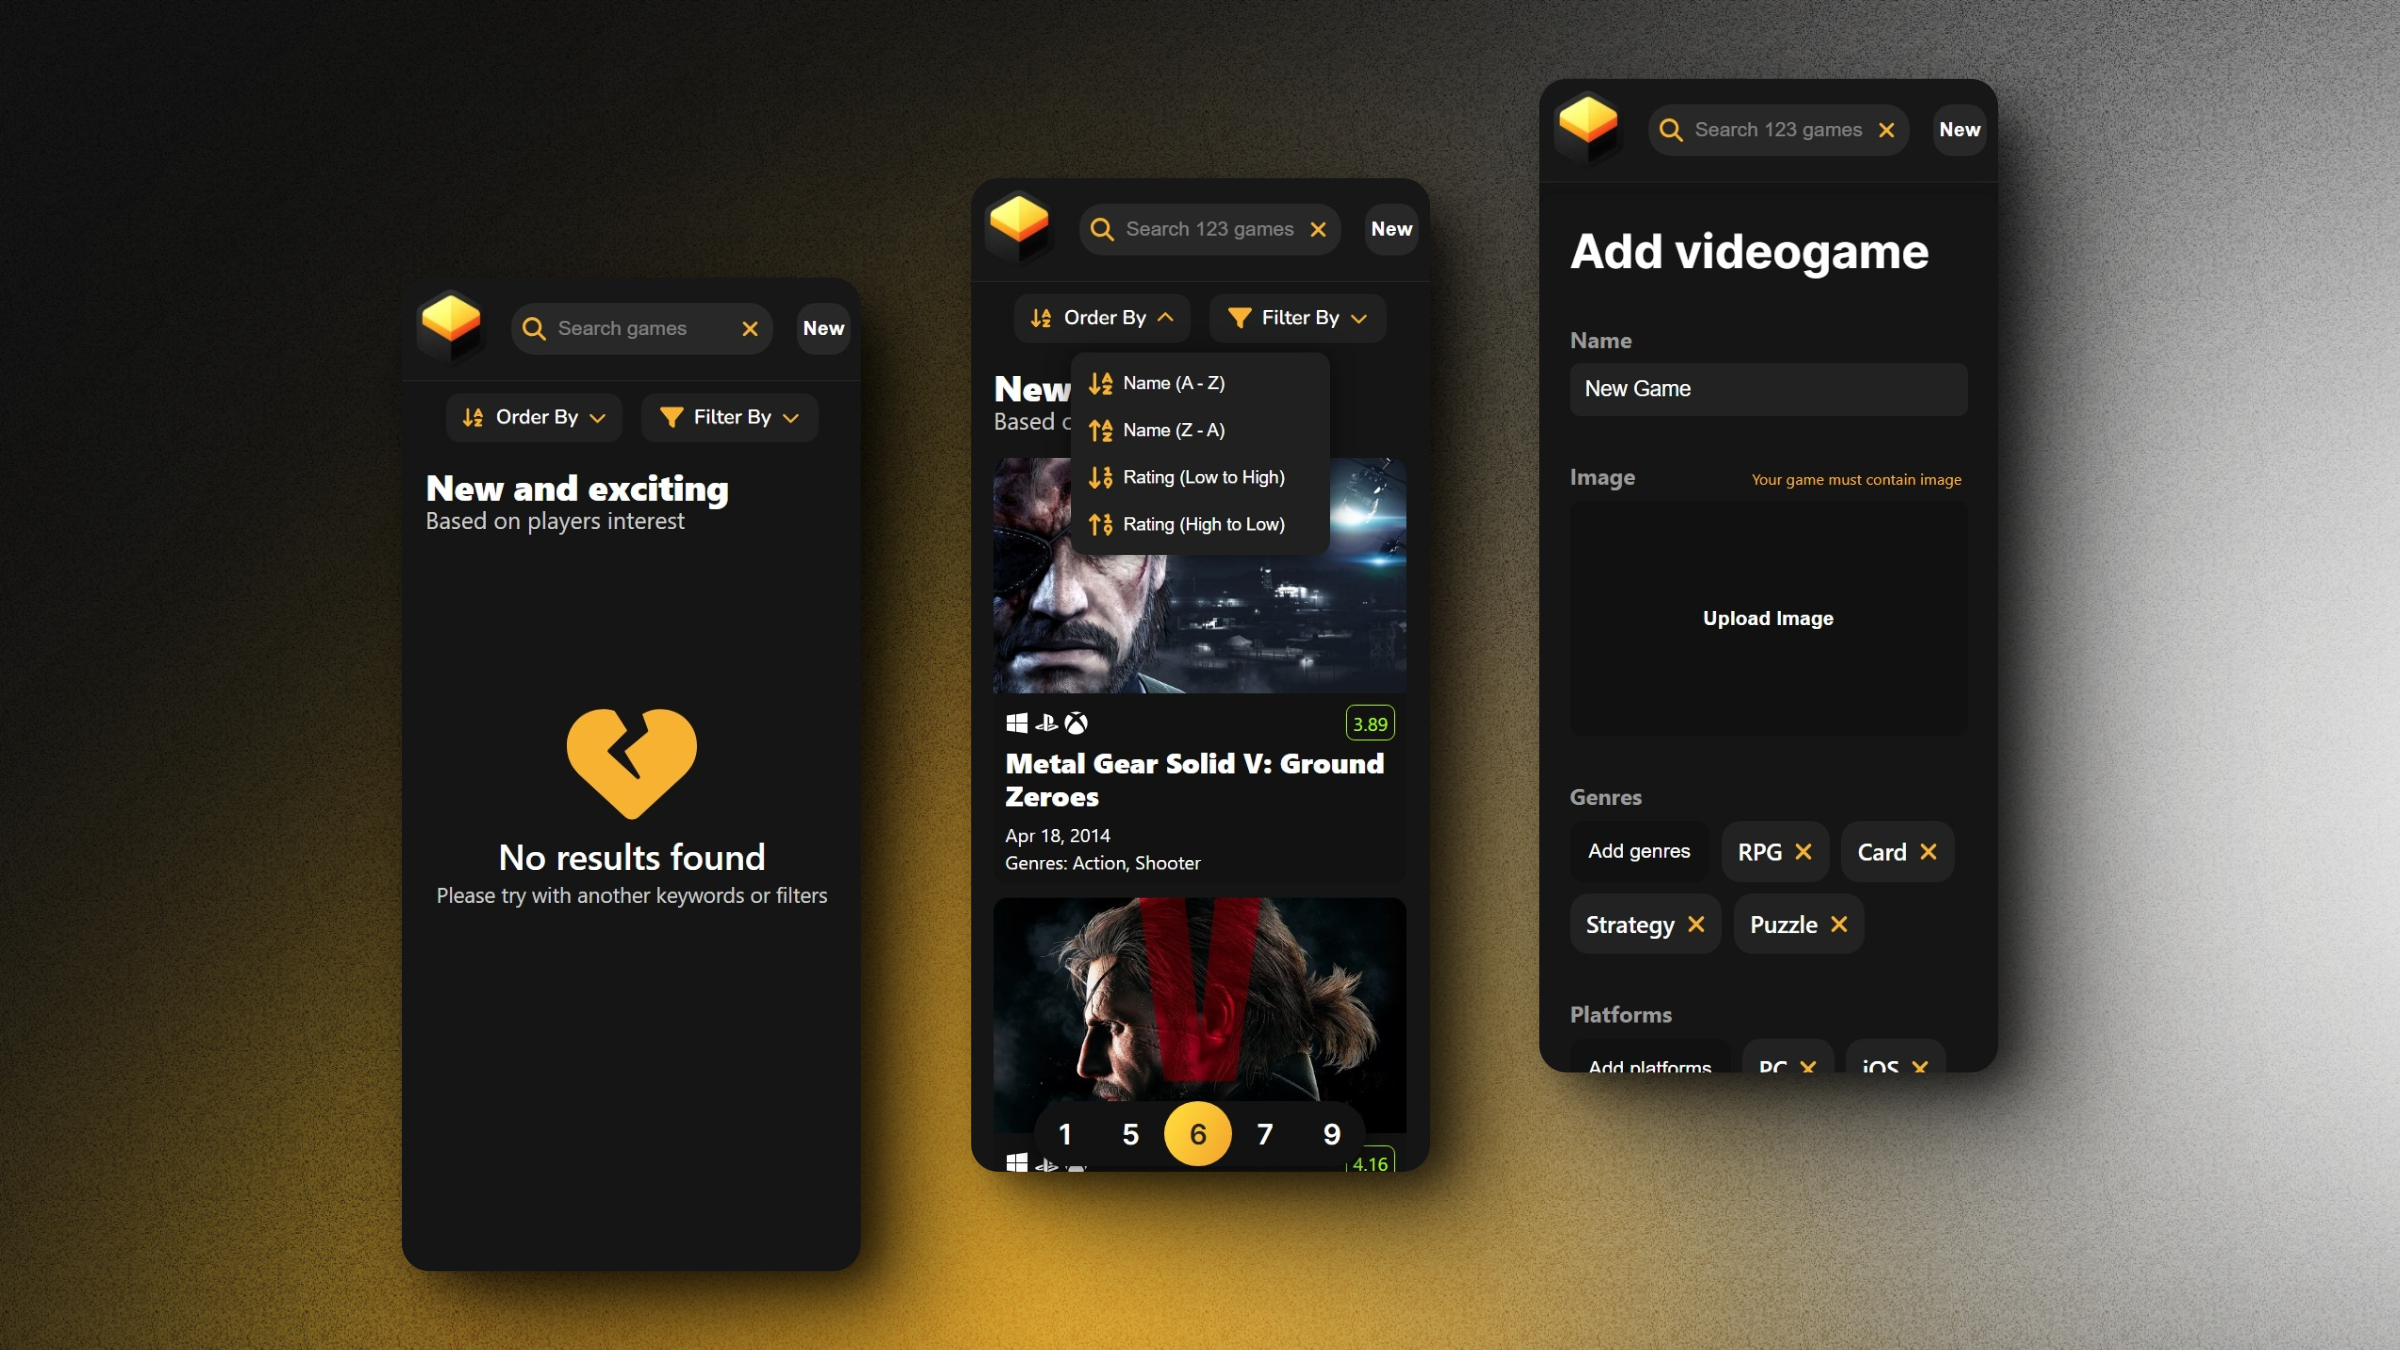 Search games
New
Order By
Filter By
New and exciting
Based on players interest
No results found
Please try with another keywords or filters
Search 123 games
New
Order By
Filter By
New
Based
Name (A - Z)
Name (Z - A)
Rating (Low to High)
Rating (High to Low)
3.89
Metal Gear Solid V: Ground
Zeroes
Apr 18, 2014
Genres: Action, Shooter
V
1 5 6 7 9
4.16
Search 123 games
New
Add videogame
Name
New Game
Image
Your game must contain image
Upload Image
Genres
Add genres
RPG
Card
Strategy
Puzzle
Platforms
Add platforms
PC
iOS